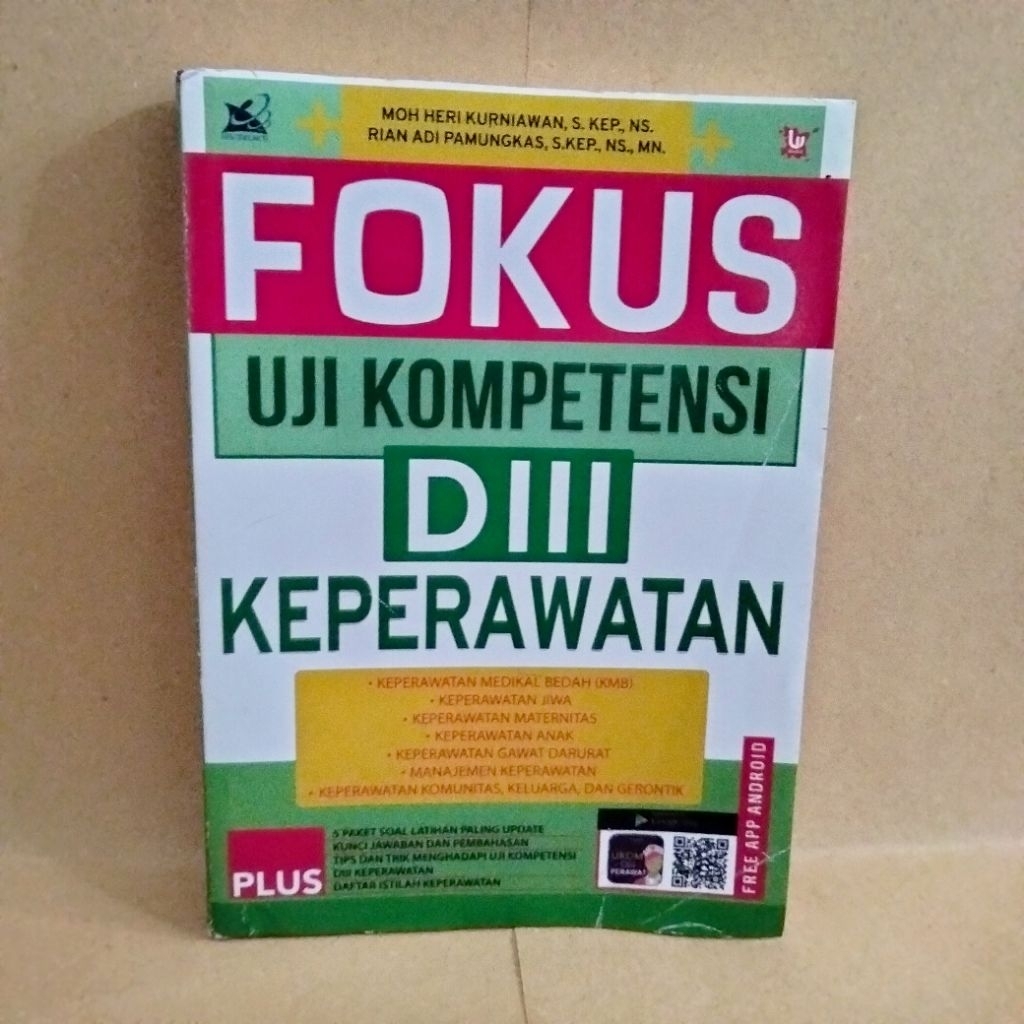 MOH HERI KURNIAWAN, S. KEP., NS.
RIAN ADI PAMUNGKAS, S.KEP., NS., MN.
FOKUS
UJI KOMPETENSI
DIII
KEPERAWATAN
• KEPERAWATAN MEDIKAL BEDAH (KMB)
• KEPERAWATAN JIWA
• KEPERAWATAN MATERNITAS
• KEPERAWATAN ANAK
• KEPERAWATAN GAWAT DARURAT
• MANAJEMEN KEPERAWATAN
• KEPERAWATAN KOMUNITAS, KELUARGA, DAN GERONTIK
PLUS
5 PAKET SOAL LATIHAN PALING UPDATE
KUNCI JAWABAN DAN PEMBAHASAN
TIPS DAN TRIK MENGHADAPI UJI KOMPETENSI
DIII KEPERAWATAN
DAFTAR ISTILAH KEPERAWATAN
PERAWAT
FREE APP ANDROID